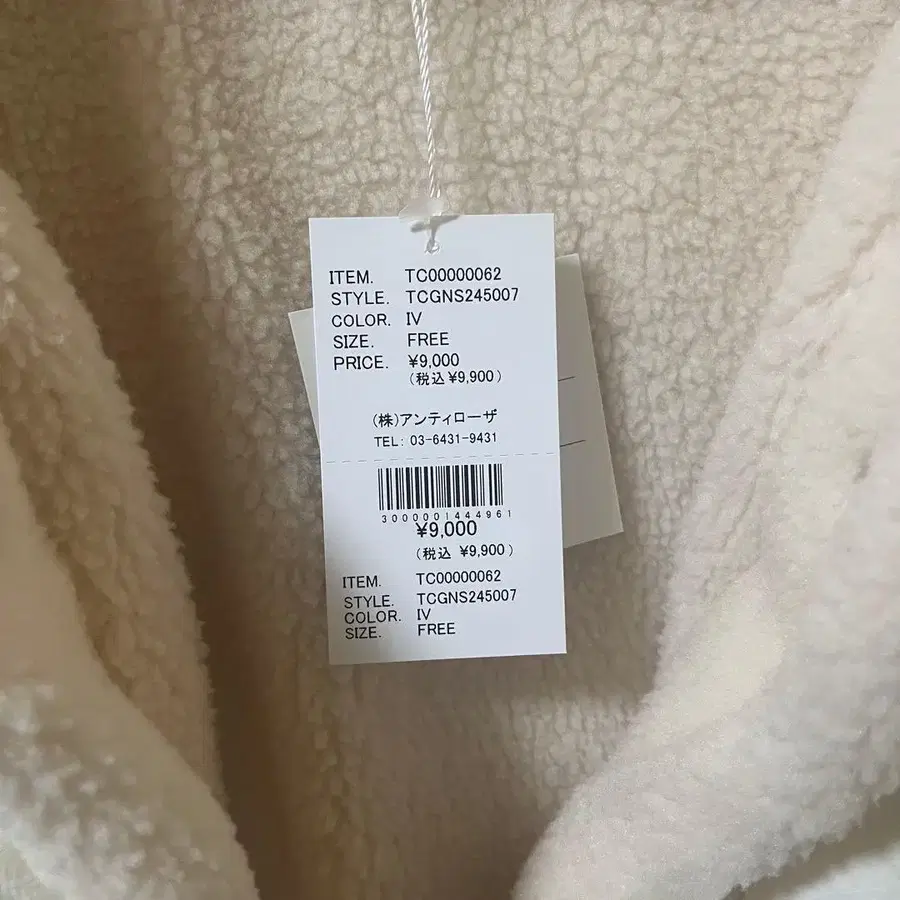 ITEM. TC00000062
STYLE. TCGNS245007
COLOR. IV
SIZE. FREE
PRICE. ¥9,000
(税込 ¥9,900)
(株)アンティローザ
TEL: 03-6431-9431
3000001444961
¥9,000
(税込 ¥9,900)
ITEM. TC00000062
STYLE. TCGNS245007
COLOR. IV
SIZE. FREE